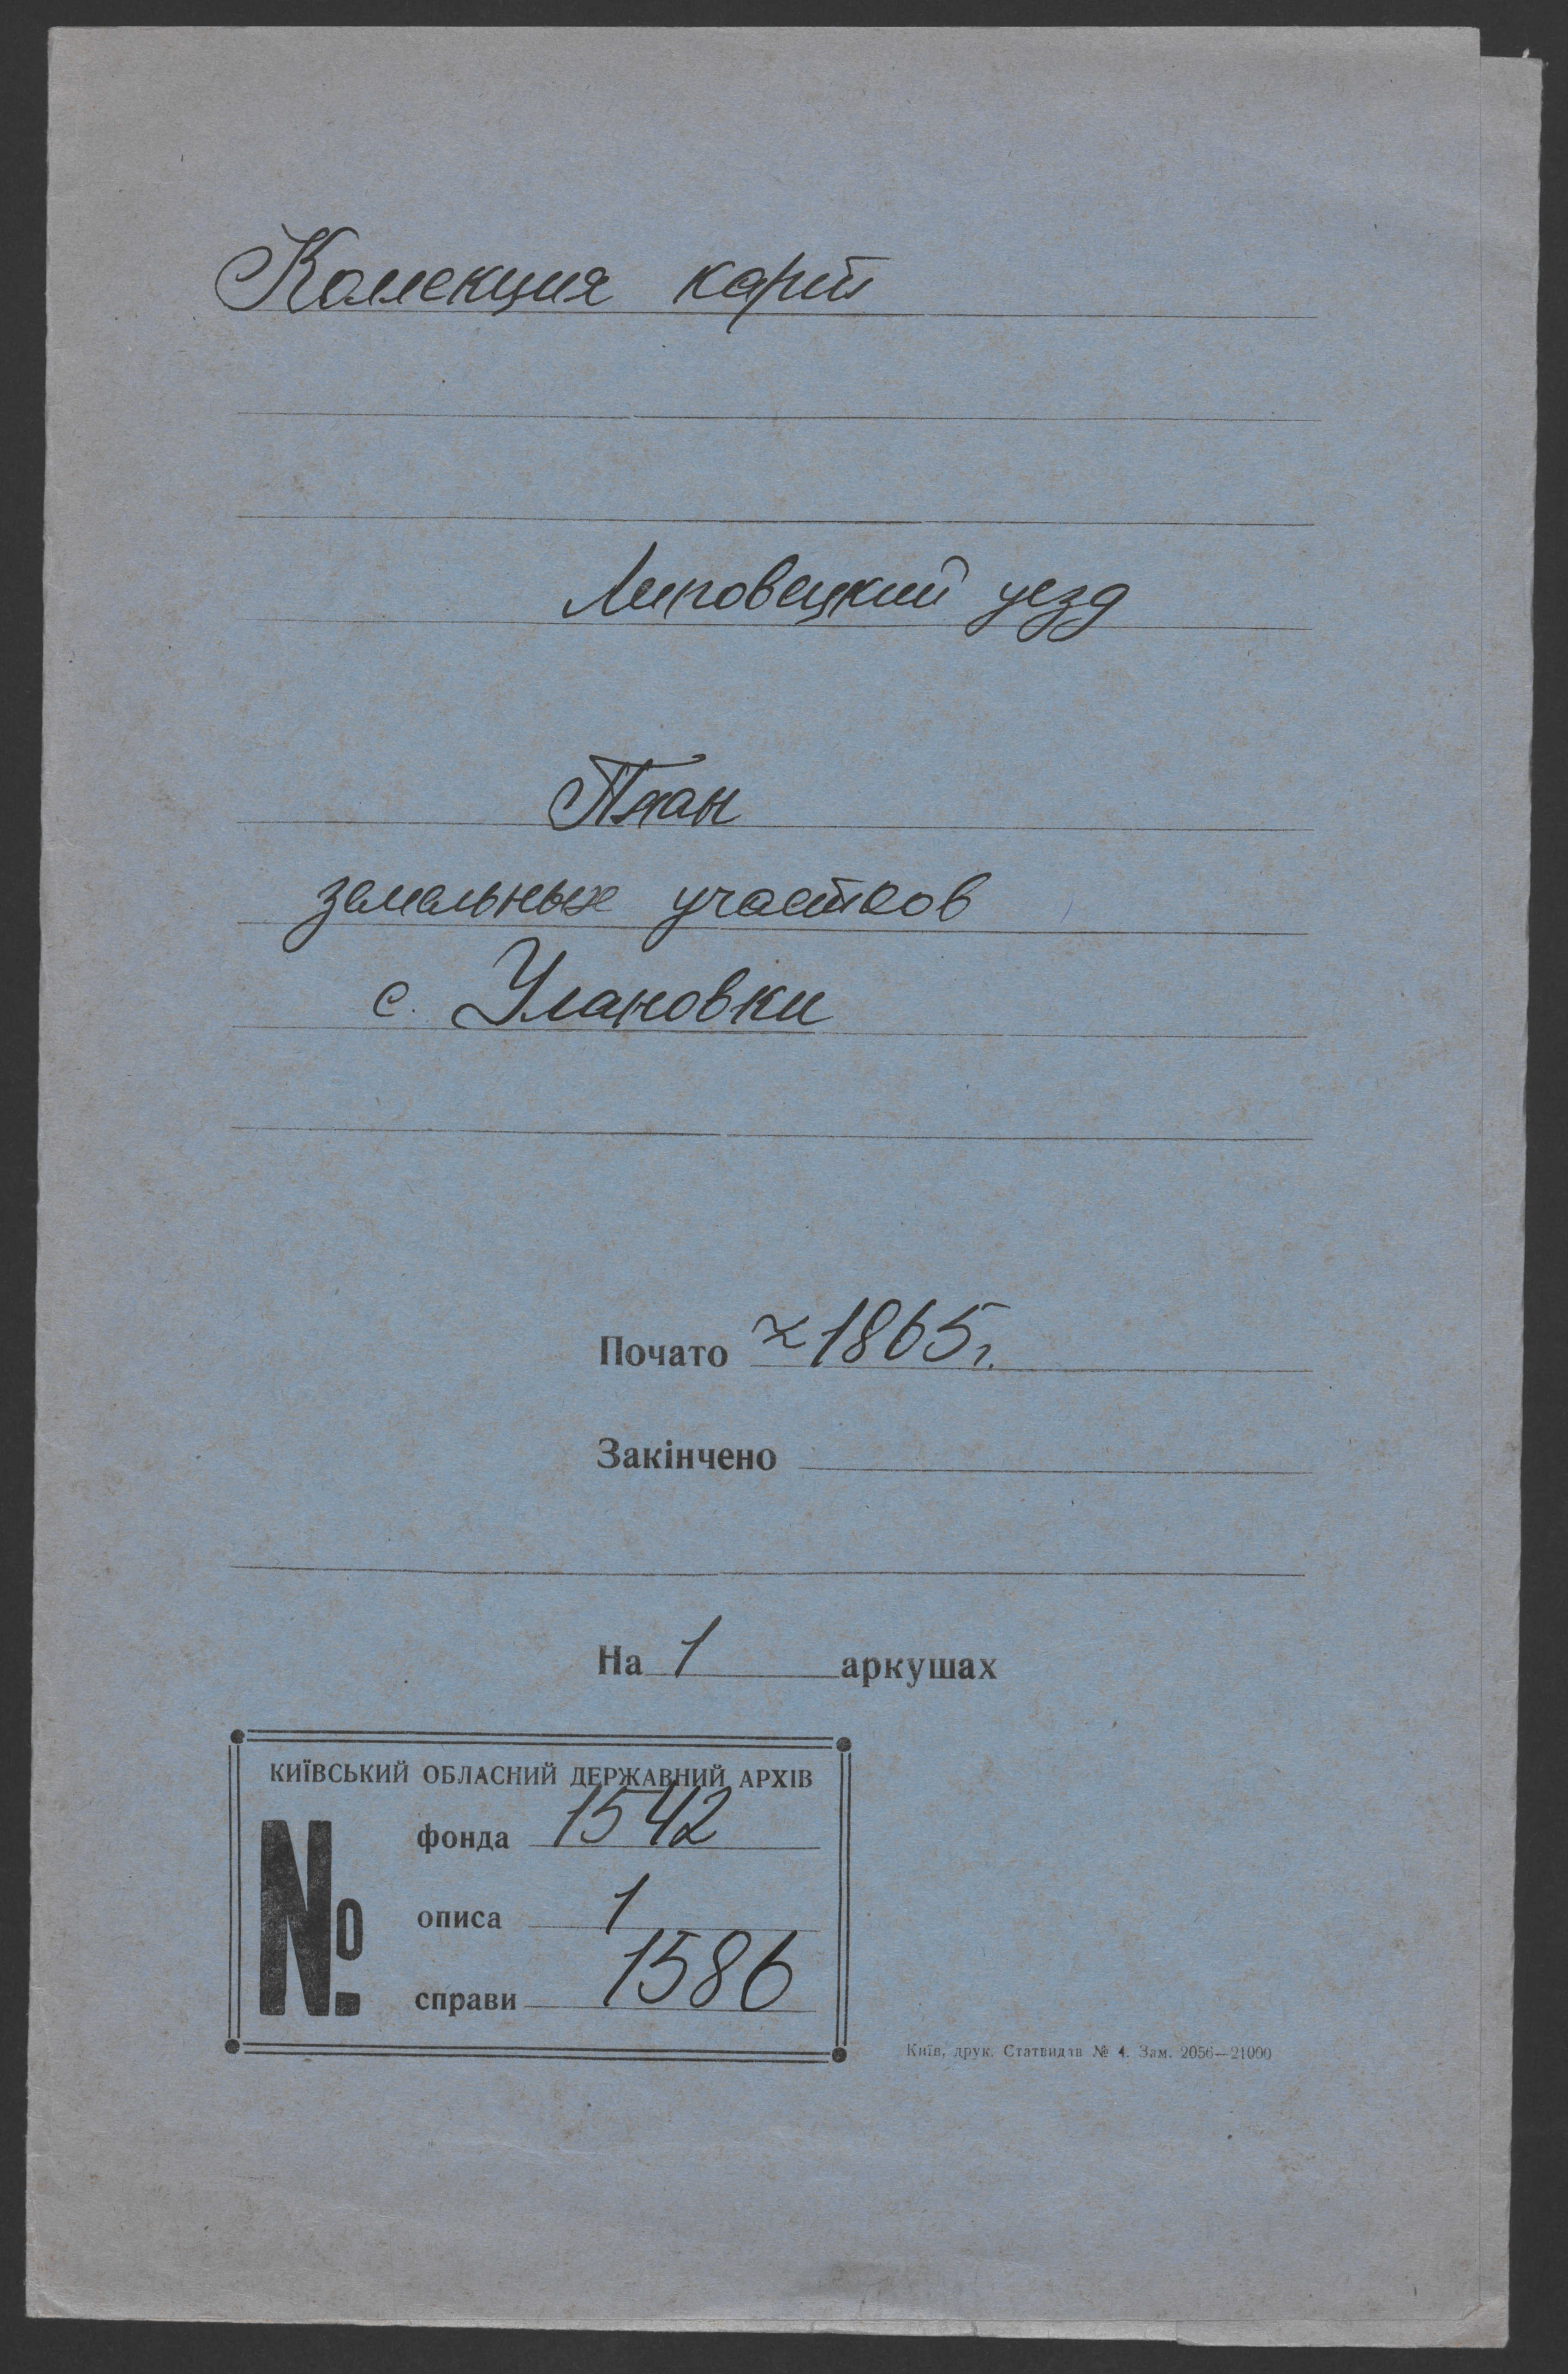 Коллекция карт
Липовецкий уезд
План
земельных участков
с. Улановки
Почато ≈1865г.
Закінчено
На 1 аркушах
КИЇВСЬКИЙ ОБЛАСНИЙ ДЕРЖАВНИЙ АРХІВ
№ фонда 1542
описа 1
справи 1586
Київ, друк. Статвидав № 4. Зам. 2056—21000